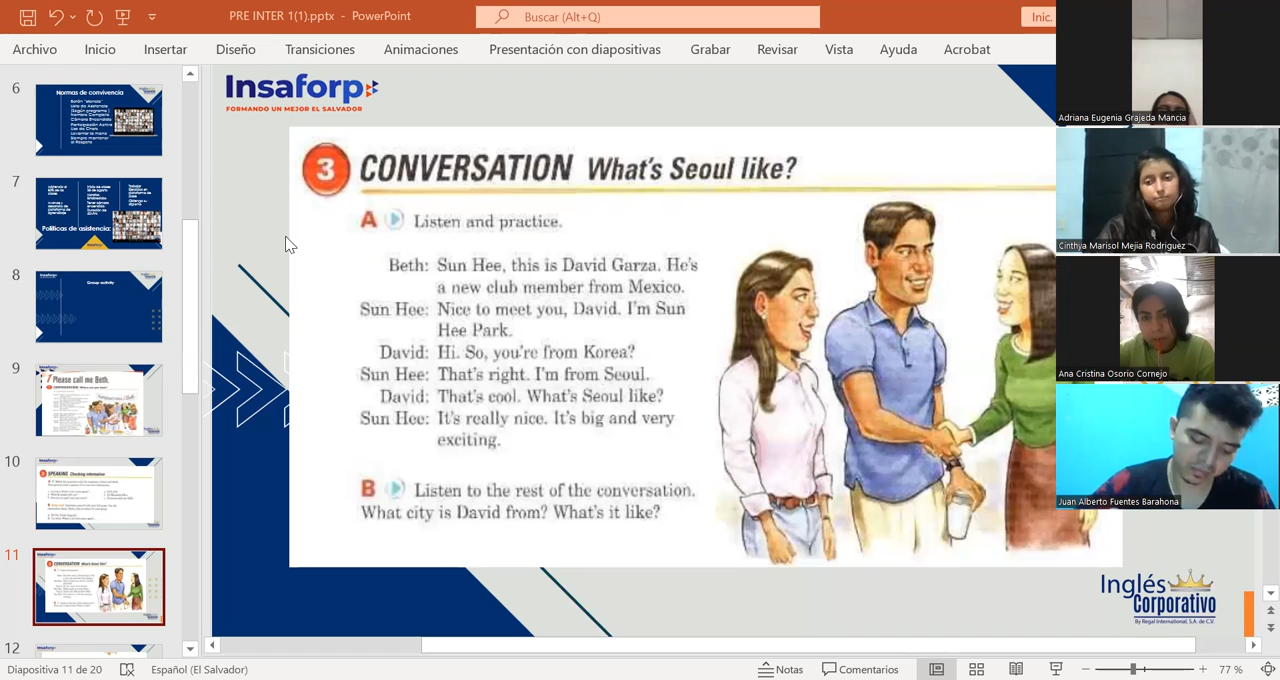 PRE INTER 1(1).pptx - PowerPoint
Buscar (Alt+Q)
Inic.
Archivo Inicio Insertar Diseño Transiciones Animaciones Presentación con diapositivas Grabar Revisar Vista Ayuda Acrobat
6
Normas de convivencia
7
Políticas de asistencia:
8
Group activity
9
Please call me Beth.
10
SPEAKING Checking information
11
CONVERSATION What's Seoul like?
12
Insaforp
FORMANDO UN MEJOR EL SALVADOR
3 CONVERSATION What's Seoul like?
A Listen and practice.
Beth: Sun Hee, this is David Garza. He's
a new club member from Mexico.
Sun Hee: Nice to meet you, David. I'm Sun
Hee Park.
David: Hi. So, you're from Korea?
Sun Hee: That's right. I'm from Seoul.
David: That's cool. What's Seoul like?
Sun Hee: It's really nice. It's big and very
exciting.
B Listen to the rest of the conversation.
What city is David from? What's it like?
Inglés
Corporativo
By Regal International, S.A. de C.V.
Adriana Eugenia Grajeda Mancia
Cinthya Marisol Mejia Rodriguez
Ana Cristina Osorio Cornejo
Juan Alberto Fuentes Barahona
Diapositiva 11 de 20 Español (El Salvador) Notas Comentarios 77 %